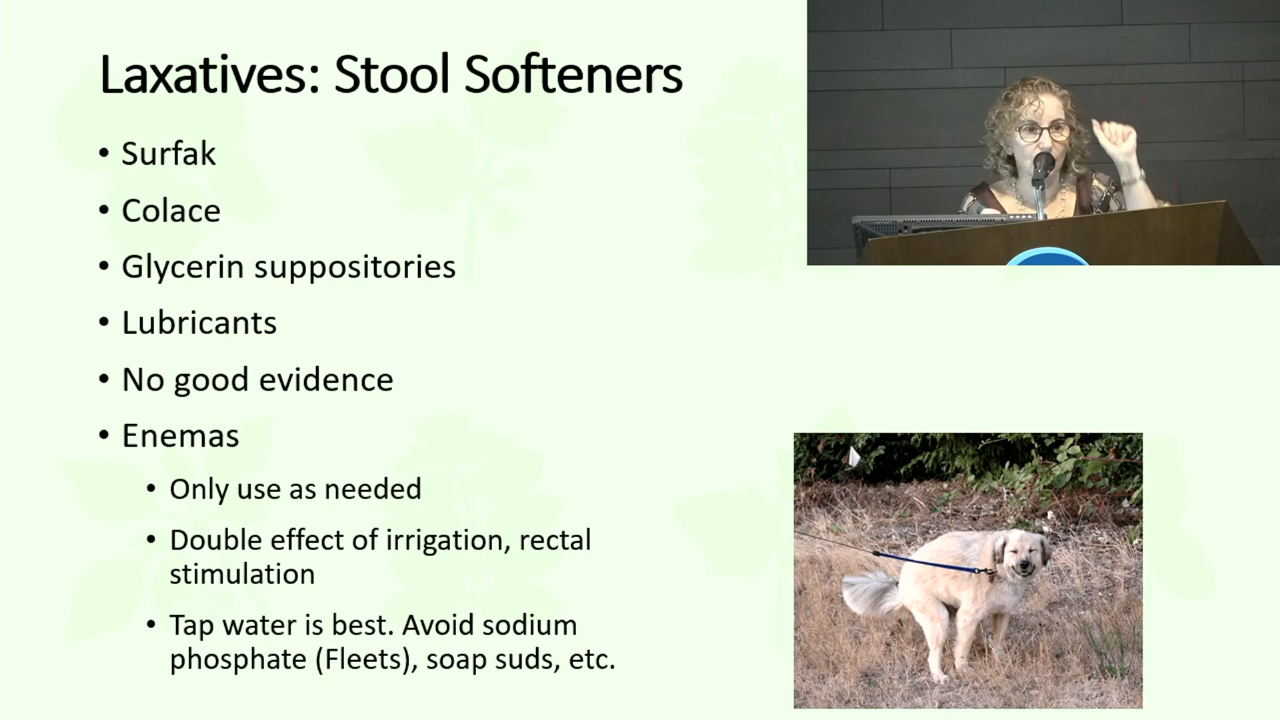 Laxatives: Stool Softeners
• Surfak
• Colace
• Glycerin suppositories
• Lubricants
• No good evidence
• Enemas
• Only use as needed
• Double effect of irrigation, rectal
stimulation
• Tap water is best. Avoid sodium
phosphate (Fleets), soap suds, etc.